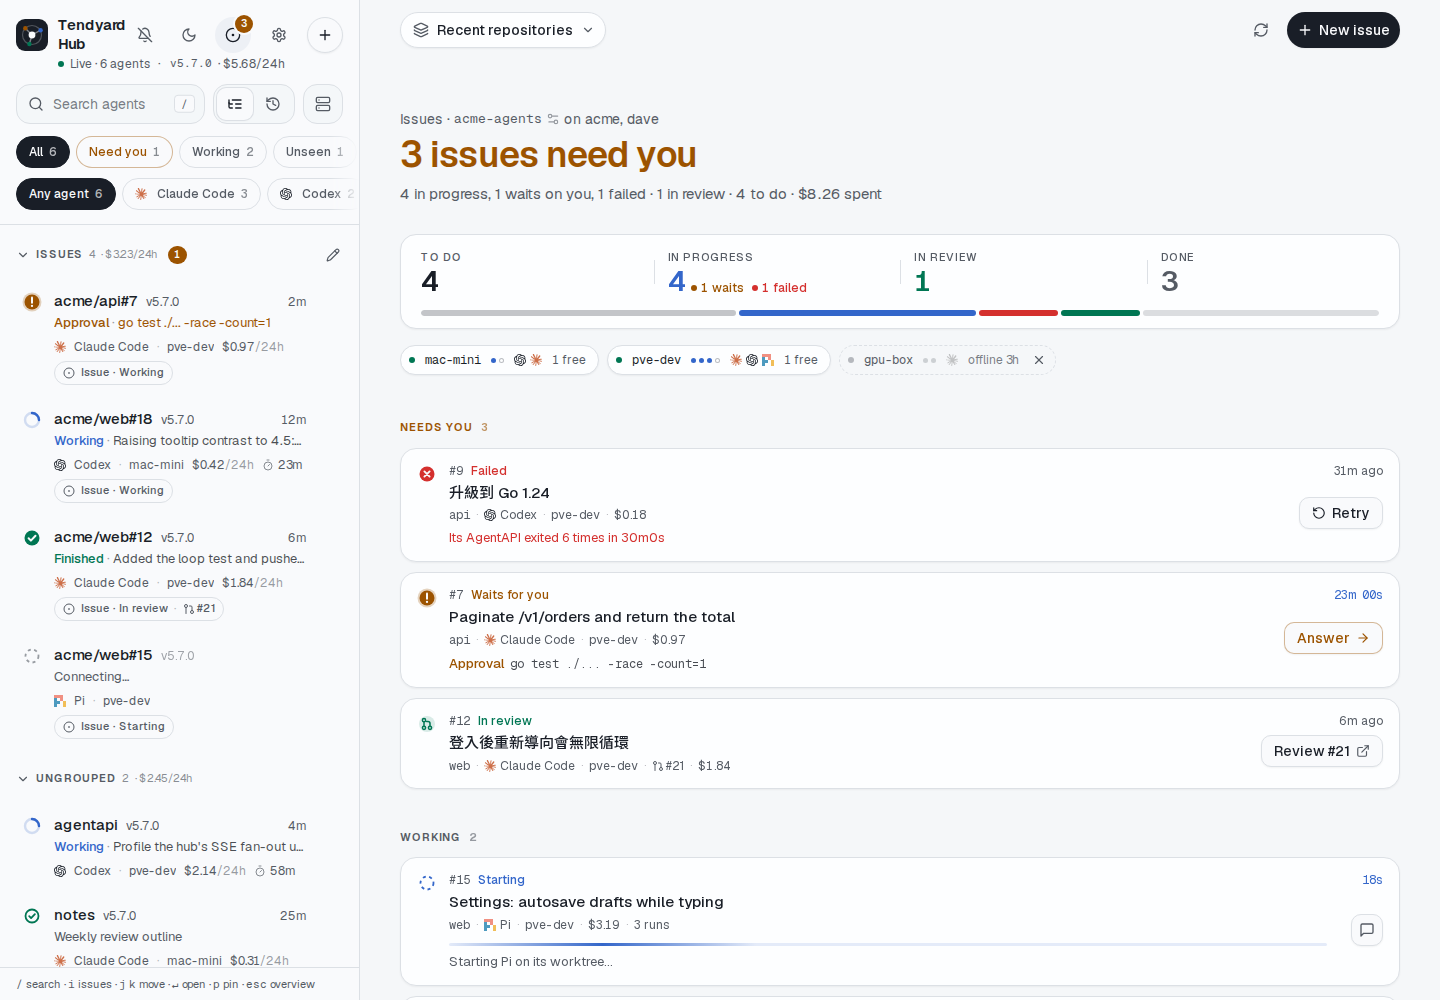 Tendyard Hub
3
Live · 6 agents · v5.7.0 · $5.68/24h
Search agents /
All 6 Need you 1 Working 2 Unseen 1
Any agent 6 Claude Code 3 Codex 2
ISSUES 4 · $3.23/24h 1
acme/api#7 v5.7.0 2m
Approval · go test ./... -race -count=1
Claude Code · pve-dev $0.97/24h
Issue · Working
acme/web#18 v5.7.0 12m
Working · Raising tooltip contrast to 4.5:...
Codex · mac-mini $0.42/24h 23m
Issue · Working
acme/web#12 v5.7.0 6m
Finished · Added the loop test and pushe...
Claude Code · pve-dev $1.84/24h
Issue · In review · #21
acme/web#15 v5.7.0
Connecting...
Pi · pve-dev
Issue · Starting
UNGROUPED 2 · $2.45/24h
agentapi v5.7.0 4m
Working · Profile the hub's SSE fan-out u...
Codex · pve-dev $2.14/24h 58m
notes v5.7.0 25m
Weekly review outline
Claude Code · mac-mini $0.31/24h
/ search · i issues · j k move · ↵ open · p pin · esc overview
Recent repositories
New issue
Issues · acme-agents on acme, dave
3 issues need you
4 in progress, 1 waits on you, 1 failed · 1 in review · 4 to do · $8.26 spent
TO DO IN PROGRESS IN REVIEW DONE
4 4 1 waits 1 failed 1 3
mac-mini 1 free pve-dev 1 free gpu-box offline 3h
NEEDS YOU 3
#9 Failed 31m ago
升級到 Go 1.24
api · Codex · pve-dev · $0.18
Retry
Its AgentAPI exited 6 times in 30m0s
#7 Waits for you 23m 00s
Paginate /v1/orders and return the total
api · Claude Code · pve-dev · $0.97
Answer
Approval go test ./... -race -count=1
#12 In review 6m ago
登入後重新導向會無限循環
Review #21
web · Claude Code · pve-dev · #21 · $1.84
WORKING 2
#15 Starting 18s
Settings: autosave drafts while typing
web · Pi · pve-dev · $3.19 · 3 runs
Starting Pi on its worktree...